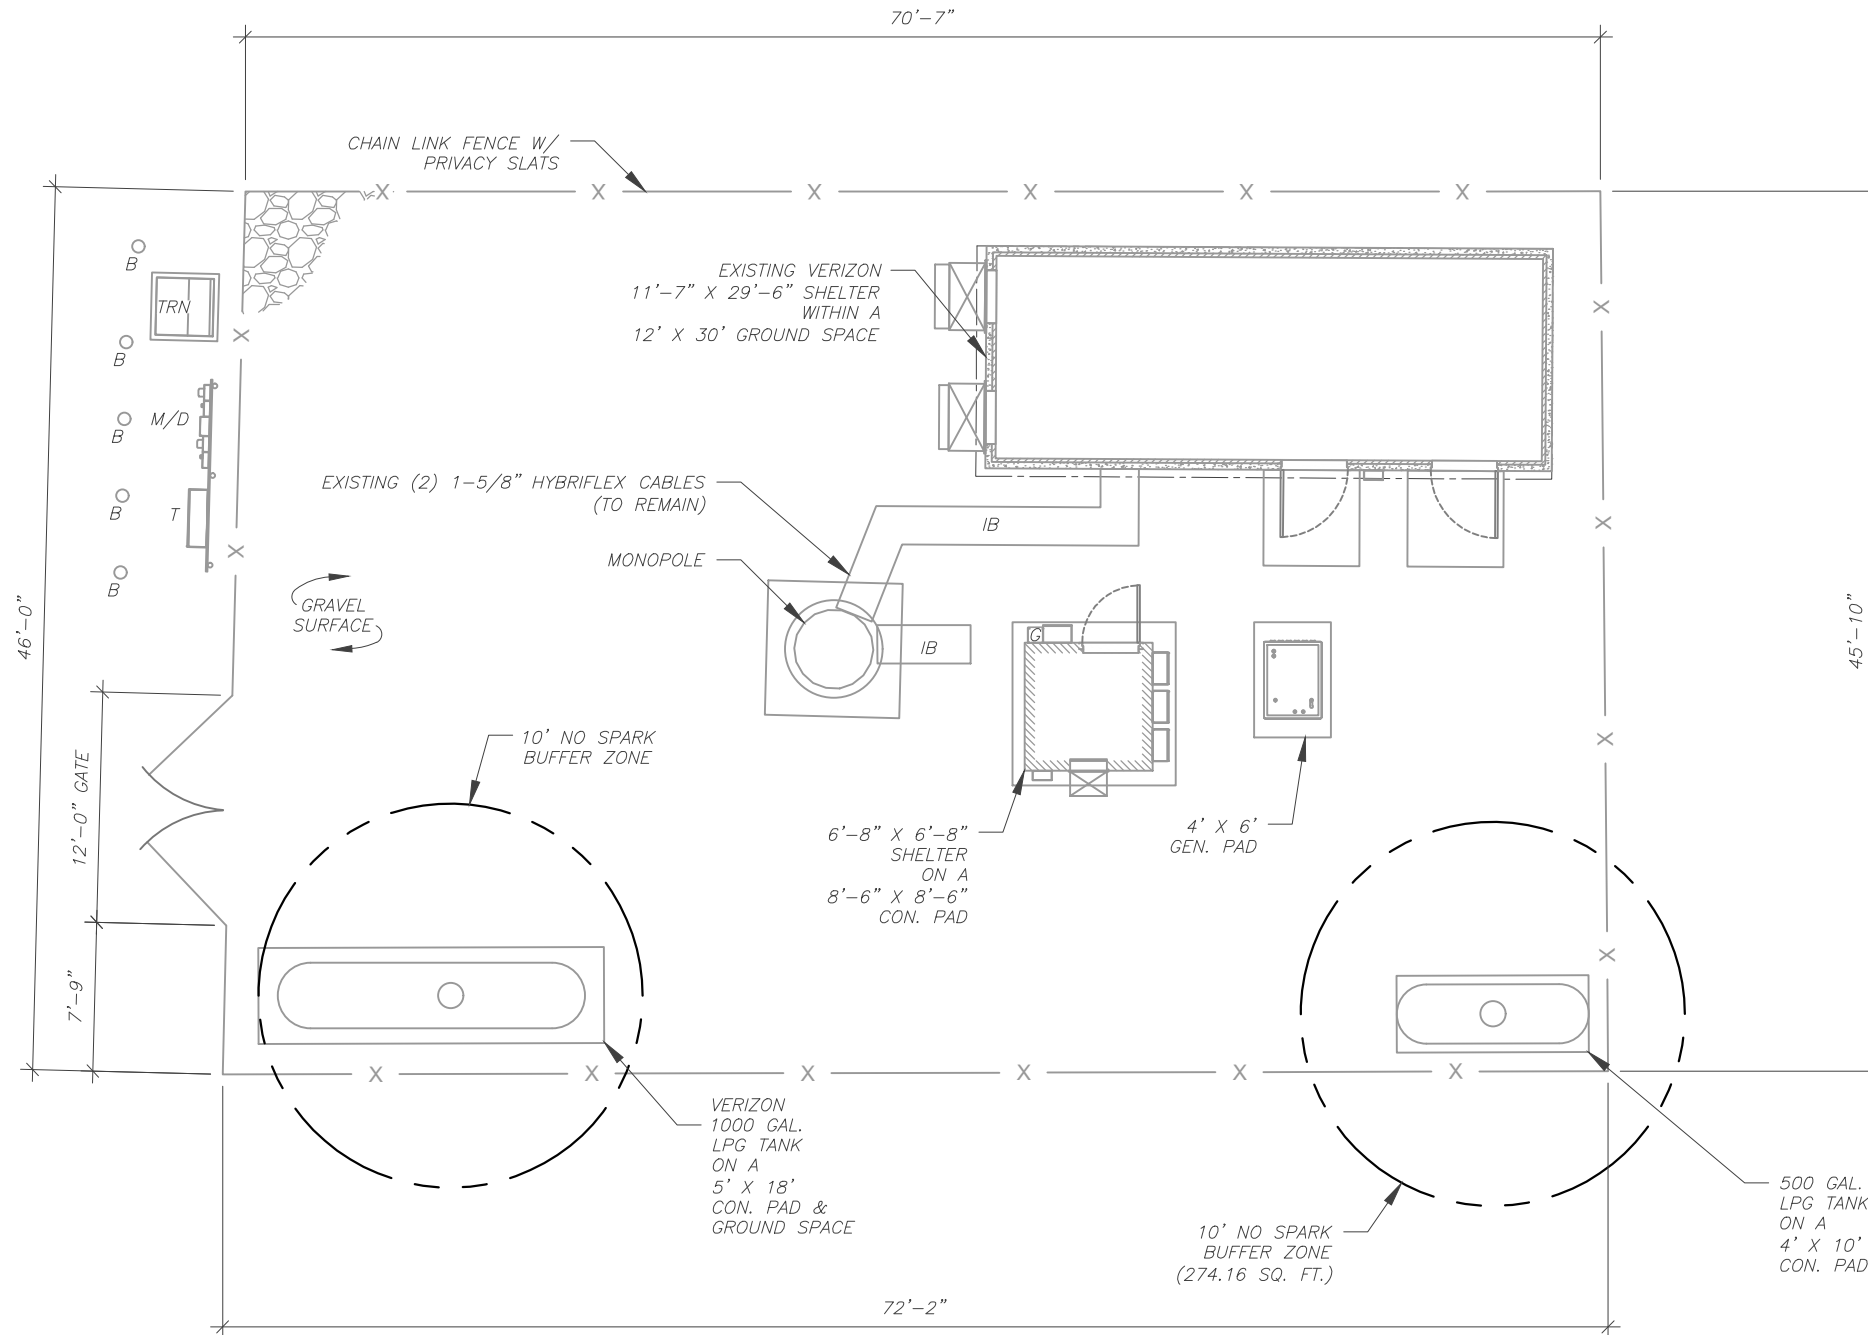 70'-7"
CHAIN LINK FENCE W/
PRIVACY SLATS
X X X X X X
B
TRN
EXISTING VERIZON
11'-7" X 29'-6" SHELTER
WITHIN A
12' X 30' GROUND SPACE
X
X
B
M/D
B
EXISTING (2) 1-5/8" HYBRIFLEX CABLES
(TO REMAIN)
B
T
IB
X
X
MONOPOLE
B
GRAVEL
SURFACE
46'-0"
45'-10"
G
IB
10' NO SPARK
BUFFER ZONE
X
12'-0" GATE
6'-8" X 6'-8"
SHELTER
ON A
8'-6" X 8'-6"
CON. PAD
4' X 6'
GEN. PAD
X
7'-9"
X X X X X X
VERIZON
1000 GAL.
LPG TANK
ON A
5' X 18'
CON. PAD &
GROUND SPACE
500 GAL.
LPG TANK
ON A
4' X 10'
CON. PAD
10' NO SPARK
BUFFER ZONE
(274.16 SQ. FT.)
72'-2"